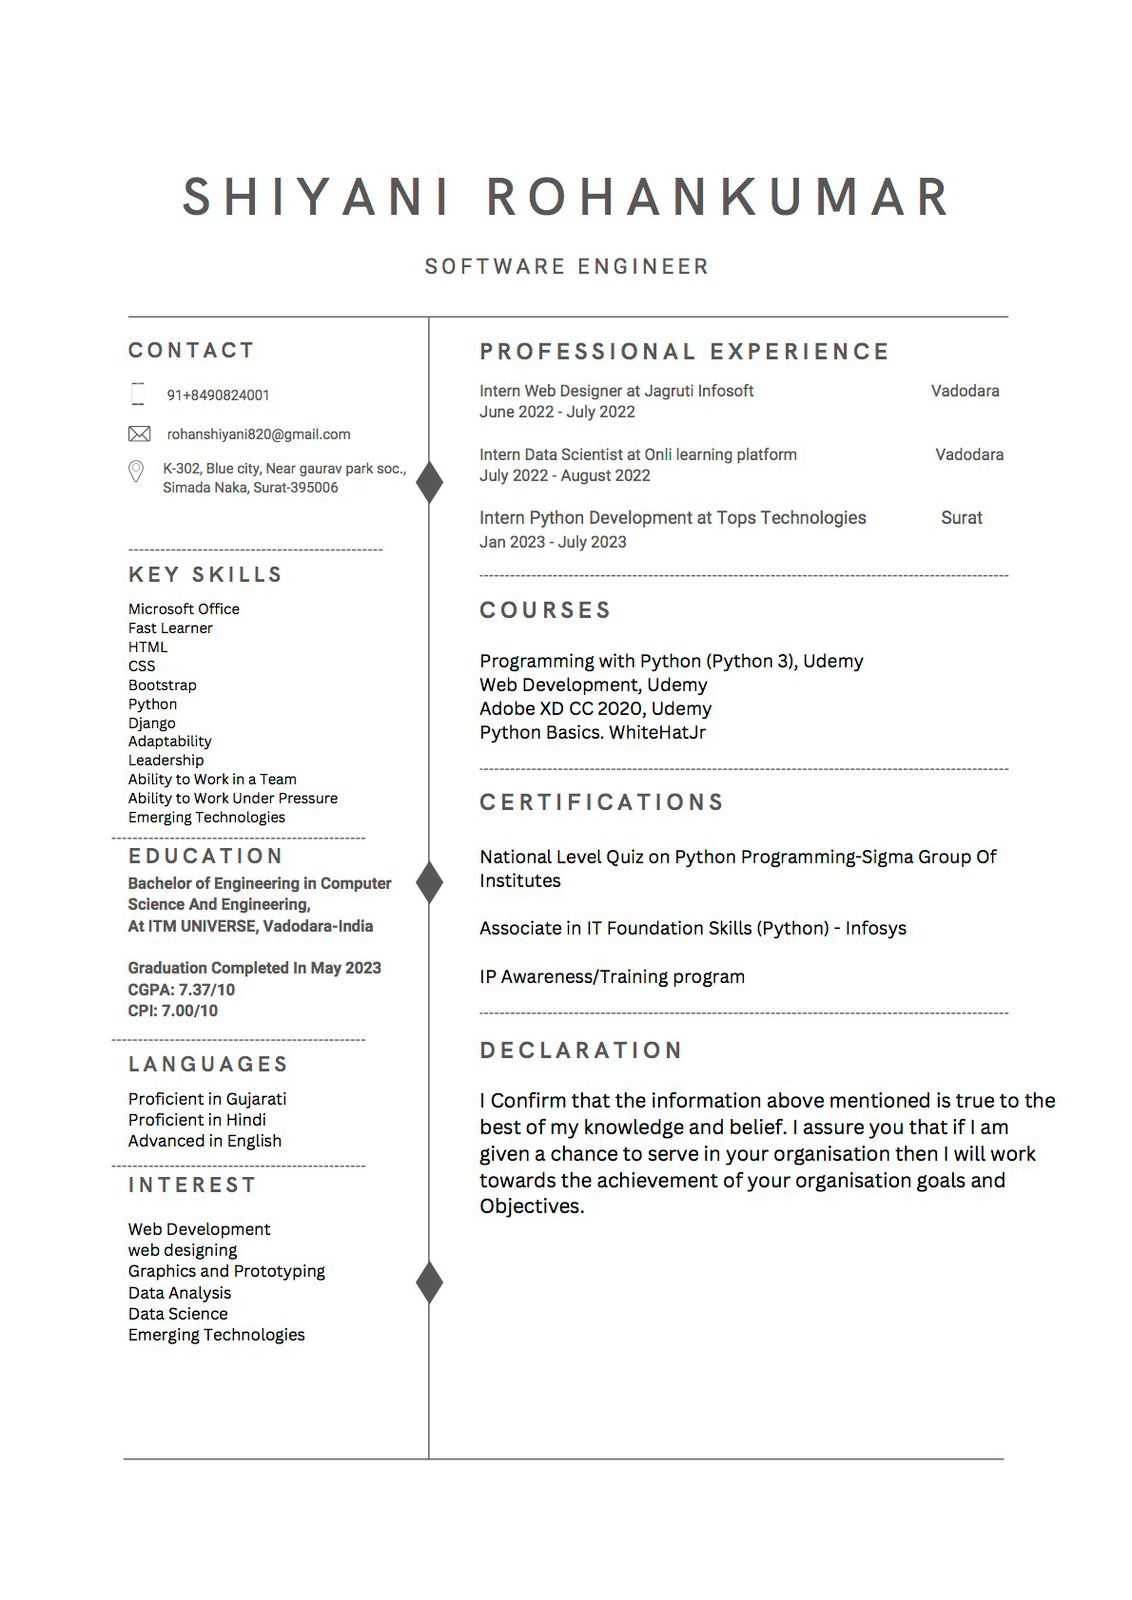 SHIYANI ROHANKUMAR
SOFTWARE ENGINEER
CONTACT
91+8490824001
rohanshiyani820@gmail.com
K-302, Blue city, Near gaurav park soc.,
Simada Naka, Surat-395006
KEY SKILLS
Microsoft Office
Fast Learner
HTML
CSS
Bootstrap
Python
Django
Adaptability
Leadership
Ability to Work in a Team
Ability to Work Under Pressure
Emerging Technologies
EDUCATION
Bachelor of Engineering in Computer
Science And Engineering,
At ITM UNIVERSE, Vadodara-India
Graduation Completed In May 2023
CGPA: 7.37/10
CPI: 7.00/10
LANGUAGES
Proficient in Gujarati
Proficient in Hindi
Advanced in English
INTEREST
Web Development
web designing
Graphics and Prototyping
Data Analysis
Data Science
Emerging Technologies
PROFESSIONAL EXPERIENCE
Intern Web Designer at Jagruti Infosoft Vadodara
June 2022 - July 2022
Intern Data Scientist at Onli learning platform Vadodara
July 2022 - August 2022
Intern Python Development at Tops Technologies Surat
Jan 2023 - July 2023
COURSES
Programming with Python (Python 3), Udemy
Web Development, Udemy
Adobe XD CC 2020, Udemy
Python Basics. WhiteHatJr
CERTIFICATIONS
National Level Quiz on Python Programming-Sigma Group Of
Institutes
Associate in IT Foundation Skills (Python) - Infosys
IP Awareness/Training program
DECLARATION
I Confirm that the information above mentioned is true to the
best of my knowledge and belief. I assure you that if I am
given a chance to serve in your organisation then I will work
towards the achievement of your organisation goals and
Objectives.